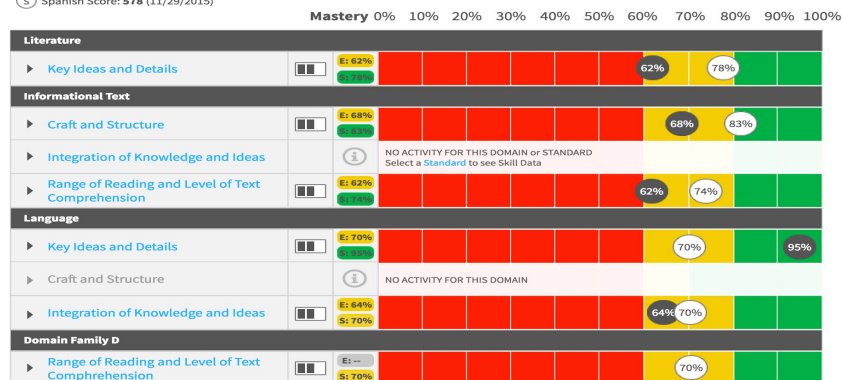 S Spanish Score: 578 (11/29/2015)
Mastery 0% 10% 20% 30% 40% 50% 60% 70% 80% 90% 100%
Literature
Key Ideas and Details E: 62% 62% 78%
S: 78%
Informational Text
Craft and Structure E: 68% 68% 83%
S: 83%
Integration of Knowledge and Ideas i NO ACTIVITY FOR THIS DOMAIN or STANDARD
Select a Standard to see Skill Data
Range of Reading and Level of Text
Comprehension E: 62% 62% 74%
S: 74%
Language
Key Ideas and Details E: 70% 70% 95%
S: 95%
Craft and Structure i NO ACTIVITY FOR THIS DOMAIN
Integration of Knowledge and Ideas E: 64% 64% 70%
S: 70%
Domain Family D
Range of Reading and Level of Text
Comphrehension E: -- 70%
S: 70%